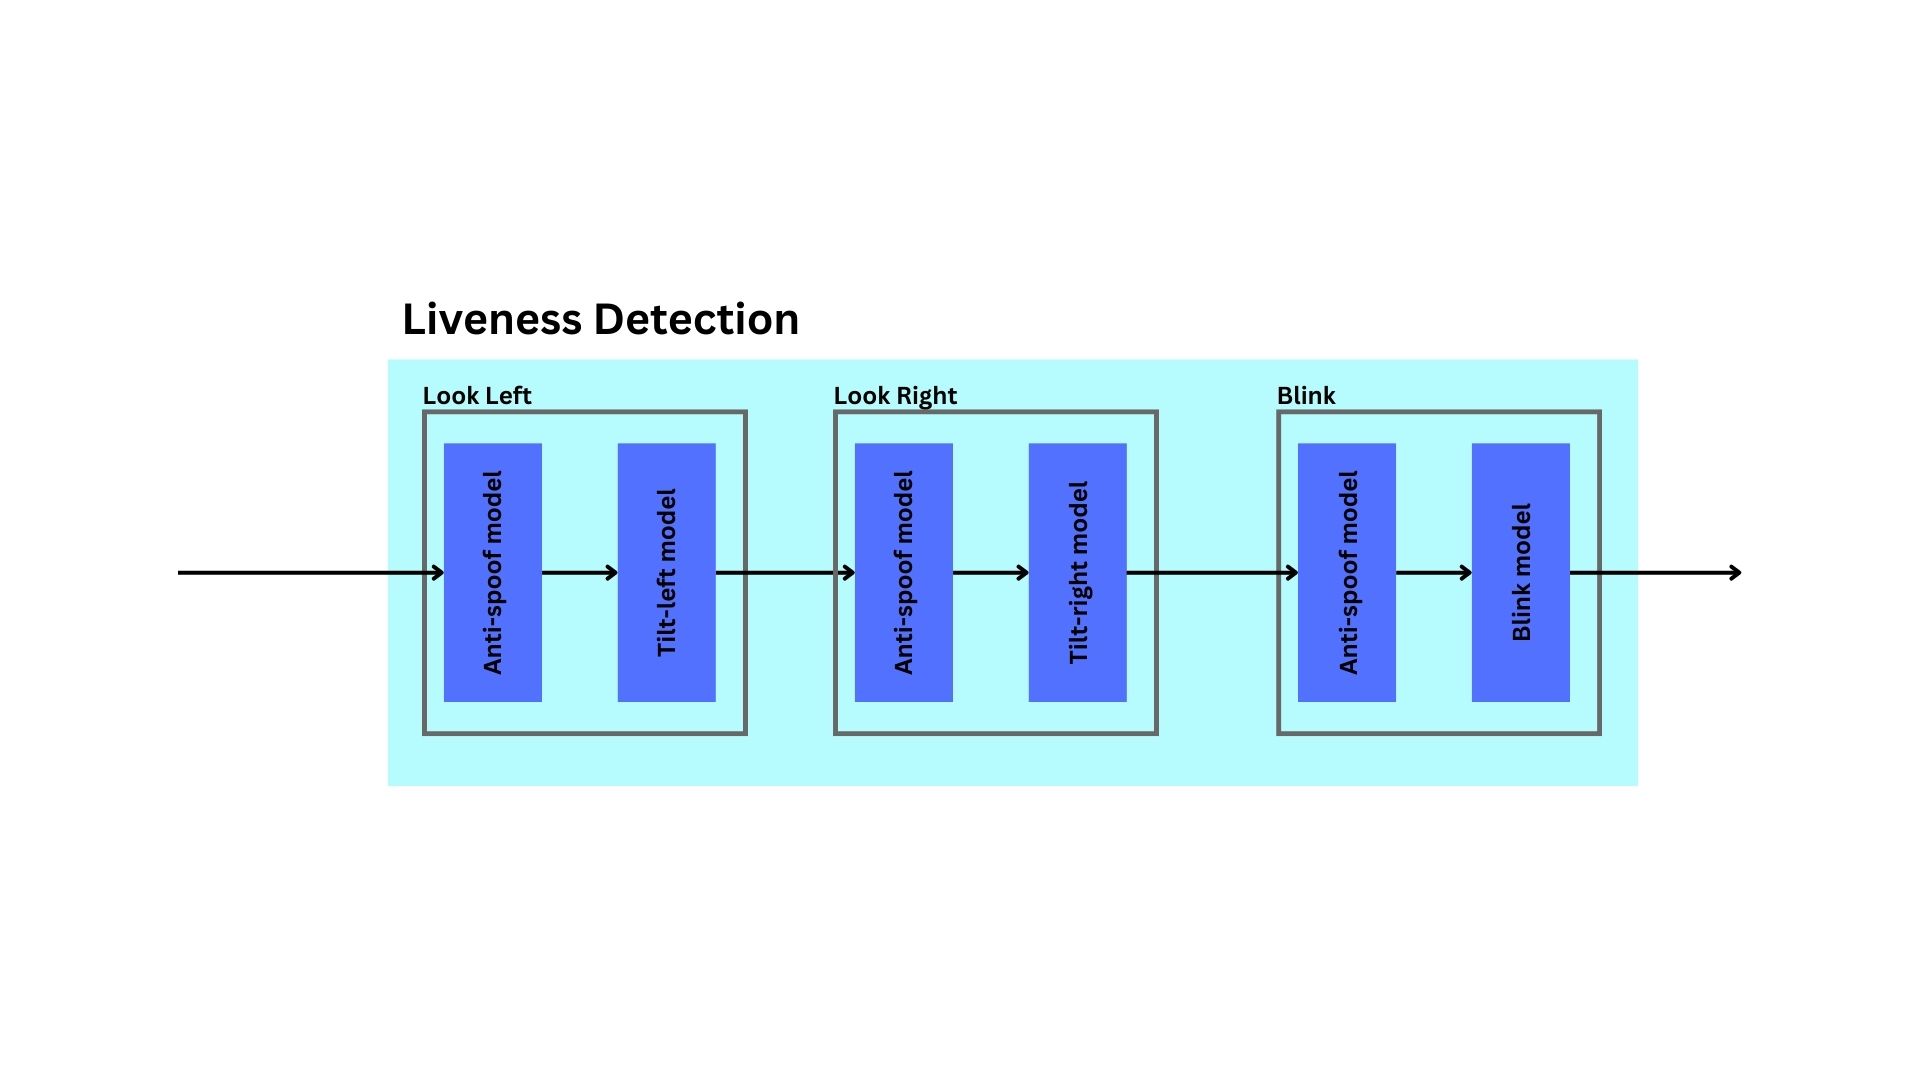 Liveness Detection
Look Left
Anti-spoof model
Tilt-left model
Look Right
Anti-spoof model
Tilt-right model
Blink
Anti-spoof model
Blink model